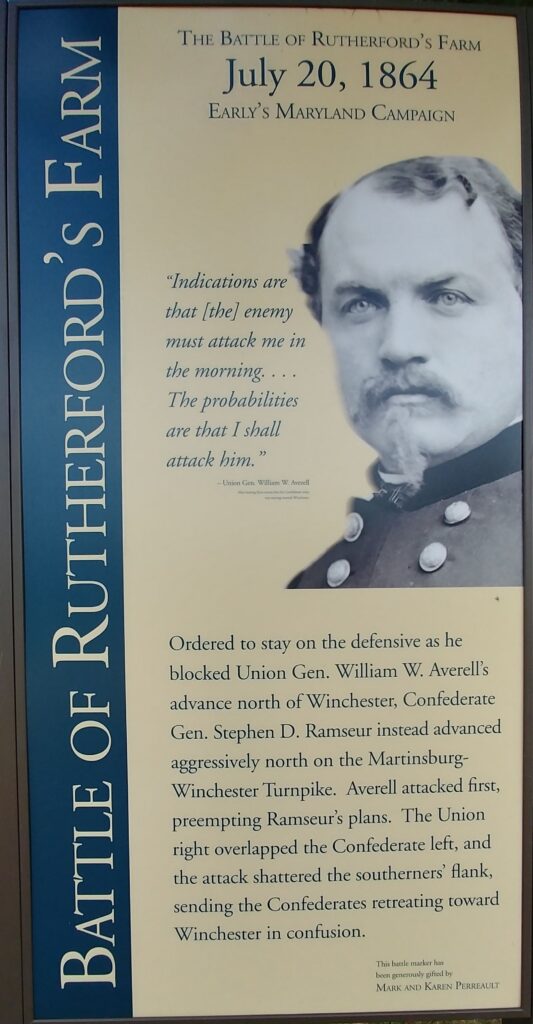 BATTLE OF RUTHERFORD'S FARM
THE BATTLE OF RUTHERFORD'S FARM
July 20, 1864
EARLY'S MARYLAND CAMPAIGN
"Indications are
that [the] enemy
must attack me in
the morning. . . .
The probabilities
are that I shall
attack him."
– Union Gen. William W. Averell
Ordered to stay on the defensive as he
blocked Union Gen. William W. Averell's
advance north of Winchester, Confederate
Gen. Stephen D. Ramseur instead advanced
aggressively north on the Martinsburg-
Winchester Turnpike. Averell attacked first,
preempting Ramseur's plans. The Union
right overlapped the Confederate left, and
the attack shattered the southerners' flank,
sending the Confederates retreating toward
Winchester in confusion.
This battle marker has
been generously gifted by
MARK AND KAREN PERREAULT